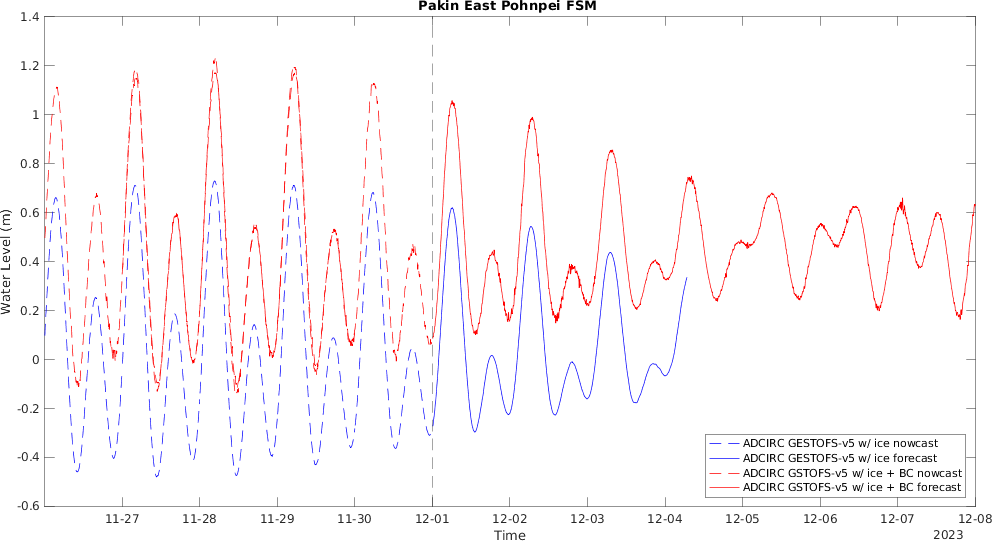 Pakin East Pohnpei FSM
1.4
1.2
1
0.8
0.6
0.4
0.2
0
-0.2
-0.4
-0.6
Water Level (m)
ADCIRC GESTOFS-v5 w/ ice nowcast
ADCIRC GESTOFS-v5 w/ ice forecast
ADCIRC GSTOFS-v5 w/ ice + BC nowcast
ADCIRC GSTOFS-v5 w/ ice + BC forecast
11-27 11-28 11-29 11-30 12-01 12-02 12-03 12-04 12-05 12-06 12-07 12-08
Time
2023